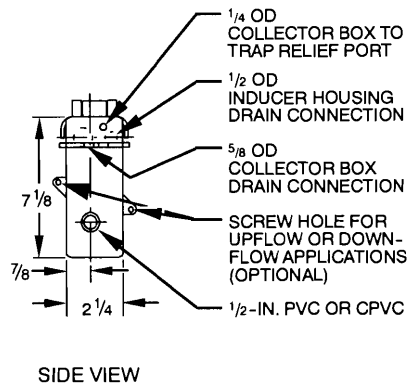 1/4 OD
COLLECTOR BOX TO
TRAP RELIEF PORT
1/2 OD
INDUCER HOUSING
DRAIN CONNECTION
5/8 OD
COLLECTOR BOX
DRAIN CONNECTION
SCREW HOLE FOR
UPFLOW OR DOWN-
FLOW APPLICATIONS
(OPTIONAL)
1/2-IN. PVC OR CPVC
7 1/8
7/8
2 1/4
SIDE VIEW